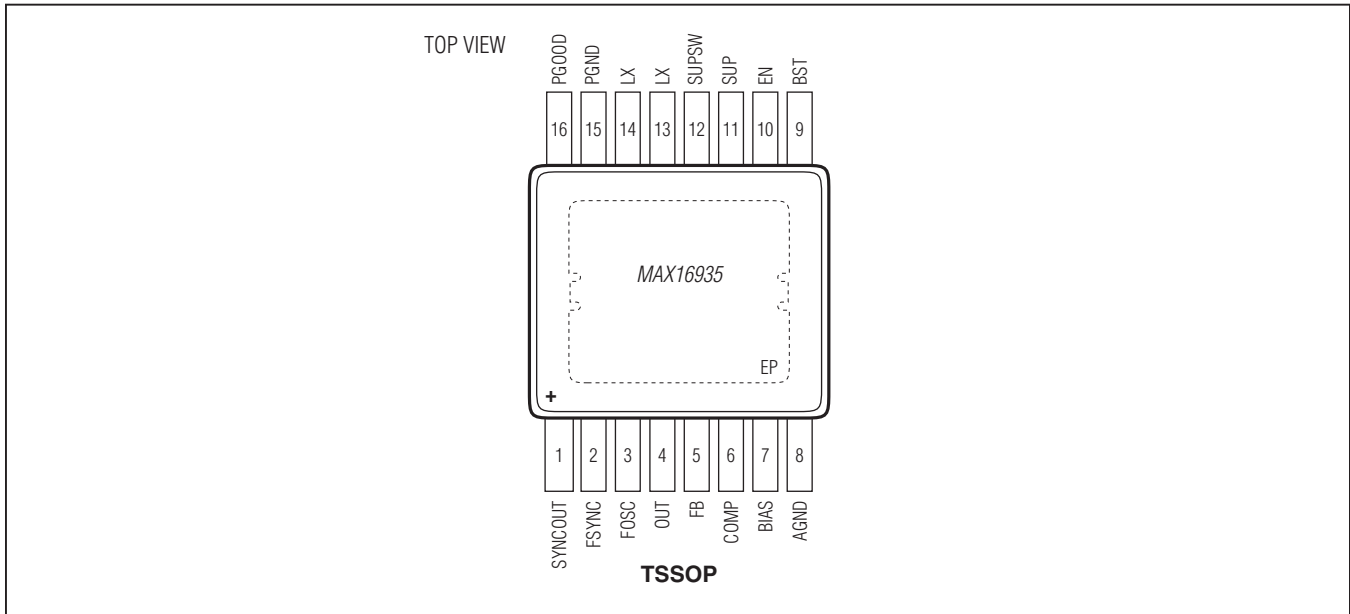 TOP VIEW
PGOOD
PGND
LX
LX
SUPSW
SUP
EN
BST
16
15
14
13
12
11
10
9
MAX16935
EP
+
1
2
3
4
5
6
7
8
SYNCOUT
FSYNC
FOSC
OUT
FB
COMP
BIAS
AGND
TSSOP